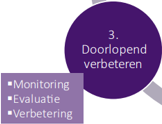 3.
Doorlopend
verbeteren
▪Monitoring
▪Evaluatie
▪Verbetering